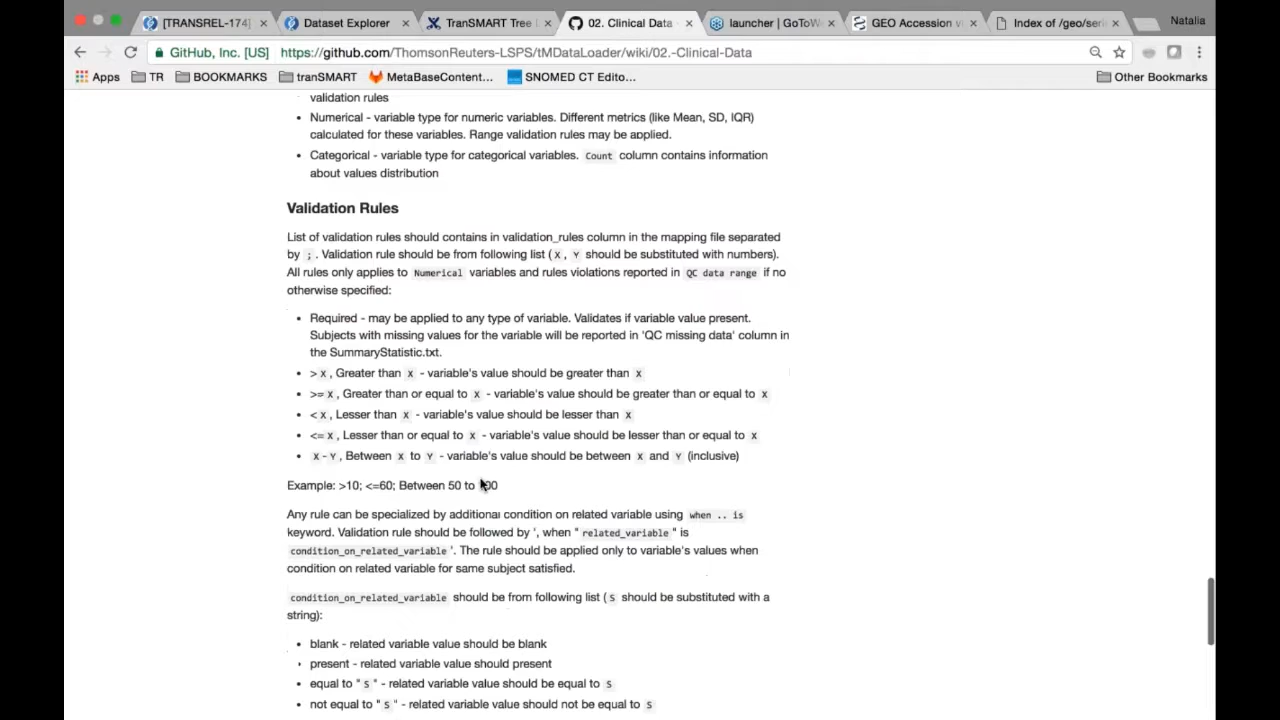 [TRANSREL-174] Dataset Explorer TranSMART Tree 02. Clinical Data launcher | GoToW GEO Accession v Index of /geo/seri Natalia
GitHub, Inc. [US] https://github.com/ThomsonReuters-LSPS/tMDataLoader/wiki/02.-Clinical-Data
Apps TR BOOKMARKS tranSMART MetaBaseContent... SNOMED CT Edito... Other Bookmarks
validation rules
• Numerical - variable type for numeric variables. Different metrics (like Mean, SD, IQR)
calculated for these variables. Range validation rules may be applied.
• Categorical - variable type for categorical variables. Count column contains information
about values distribution
Validation Rules
List of validation rules should contains in validation_rules column in the mapping file separated
by ; . Validation rule should be from following list ( X , Y should be substituted with numbers).
All rules only applies to Numerical variables and rules violations reported in QC data range if no
otherwise specified:
• Required - may be applied to any type of variable. Validates if variable value present.
Subjects with missing values for the variable will be reported in 'QC missing data' column in
the SummaryStatistic.txt.
• > X , Greater than X - variable's value should be greater than X
• >= X , Greater than or equal to X - variable's value should be greater than or equal to X
• < X , Lesser than X - variable's value should be lesser than X
• <= X , Lesser than or equal to X - variable's value should be lesser than or equal to X
• X - Y , Between X to Y - variable's value should be between X and Y (inclusive)
Example: >10; <=60; Between 50 to
Any rule can be specialized by additional condition on related variable using when .. is
keyword. Validation rule should be followed by ', when " related_variable " is
condition_on_related_variable '. The rule should be applied only to variable's values when
condition on related variable for same subject satisfied.
condition_on_related_variable should be from following list ( S should be substituted with a
string):
• blank - related variable value should be blank
• present - related variable value should present
• equal to " S " - related variable value should be equal to S
• not equal to " S " - related variable value should not be equal to S